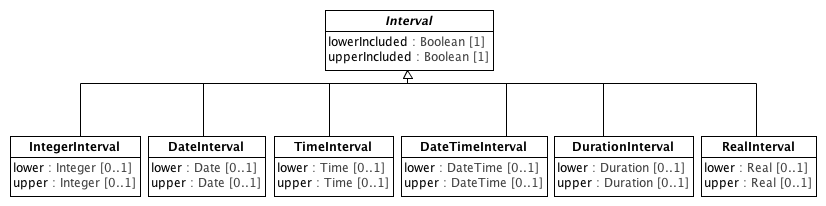 Interval
lowerIncluded : Boolean [1]
upperIncluded : Boolean [1]
IntegerInterval
lower : Integer [0..1]
upper : Integer [0..1]
DateInterval
lower : Date [0..1]
upper : Date [0..1]
TimeInterval
lower : Time [0..1]
upper : Time [0..1]
DateTimeInterval
lower : DateTime [0..1]
upper : DateTime [0..1]
DurationInterval
lower : Duration [0..1]
upper : Duration [0..1]
RealInterval
lower : Real [0..1]
upper : Real [0..1]